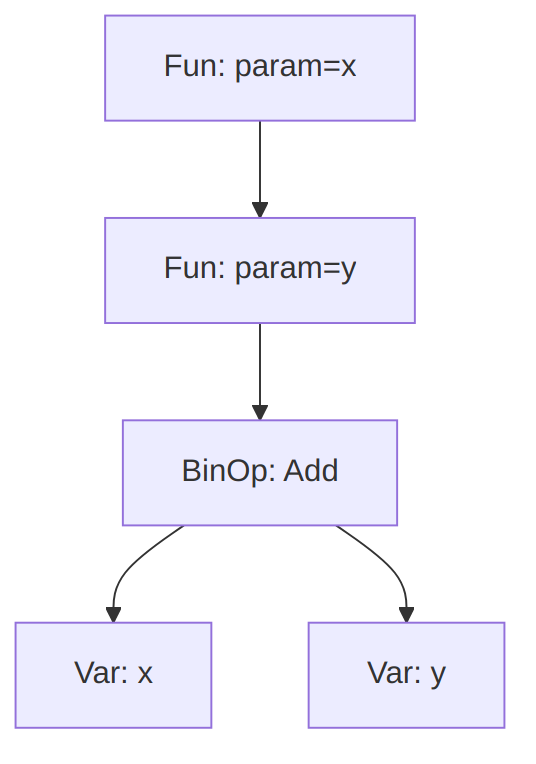 Fun: param=x
Fun: param=y
BinOp: Add
Var: x
Var: y